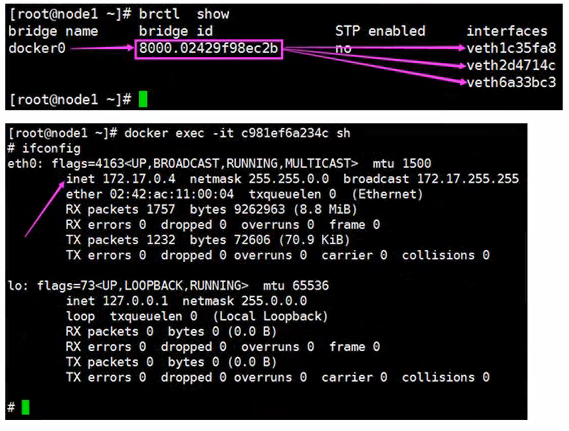 [root@node1 ~]# brctl show
bridge name bridge id STP enabled interfaces
docker0 8000.02429f98ec2b no veth1c35fa8
veth2d4714c
veth6a33bc3
[root@node1 ~]#
[root@node1 ~]# docker exec -it c981ef6a234c sh
# ifconfig
eth0: flags=4163<UP,BROADCAST,RUNNING,MULTICAST> mtu 1500
inet 172.17.0.4 netmask 255.255.0.0 broadcast 172.17.255.255
ether 02:42:ac:11:00:04 txqueuelen 0 (Ethernet)
RX packets 1757 bytes 9262963 (8.8 MiB)
RX errors 0 dropped 0 overruns 0 frame 0
TX packets 1232 bytes 72606 (70.9 KiB)
TX errors 0 dropped 0 overruns 0 carrier 0 collisions 0
lo: flags=73<UP,LOOPBACK,RUNNING> mtu 65536
inet 127.0.0.1 netmask 255.0.0.0
loop txqueuelen 0 (Local Loopback)
RX packets 0 bytes 0 (0.0 B)
RX errors 0 dropped 0 overruns 0 frame 0
TX packets 0 bytes 0 (0.0 B)
TX errors 0 dropped 0 overruns 0 carrier 0 collisions 0
#